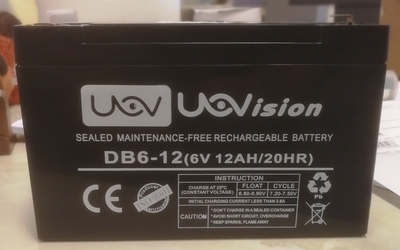 UOV UOVision
SEALED MAINTENANCE-FREE RECHARGEABLE BATTERY
DB6-12(6V 12AH/20HR)
INSTRUCTION
CHARGE AT 25°C (CONSTANT VOLTAGE) FLOAT CYCLE
6.80-6.90V 7.20-7.50V
INITIAL CHARGING CURRENT LESS THAN 3.6A
CAUTION
•DON'T CHARGE IN A SEALED CONTAINER
•AVOID SHORT CIRCUIT, OVERCHARGE
•KEEP SPARKS, FLAME AWAY
CE
Pb